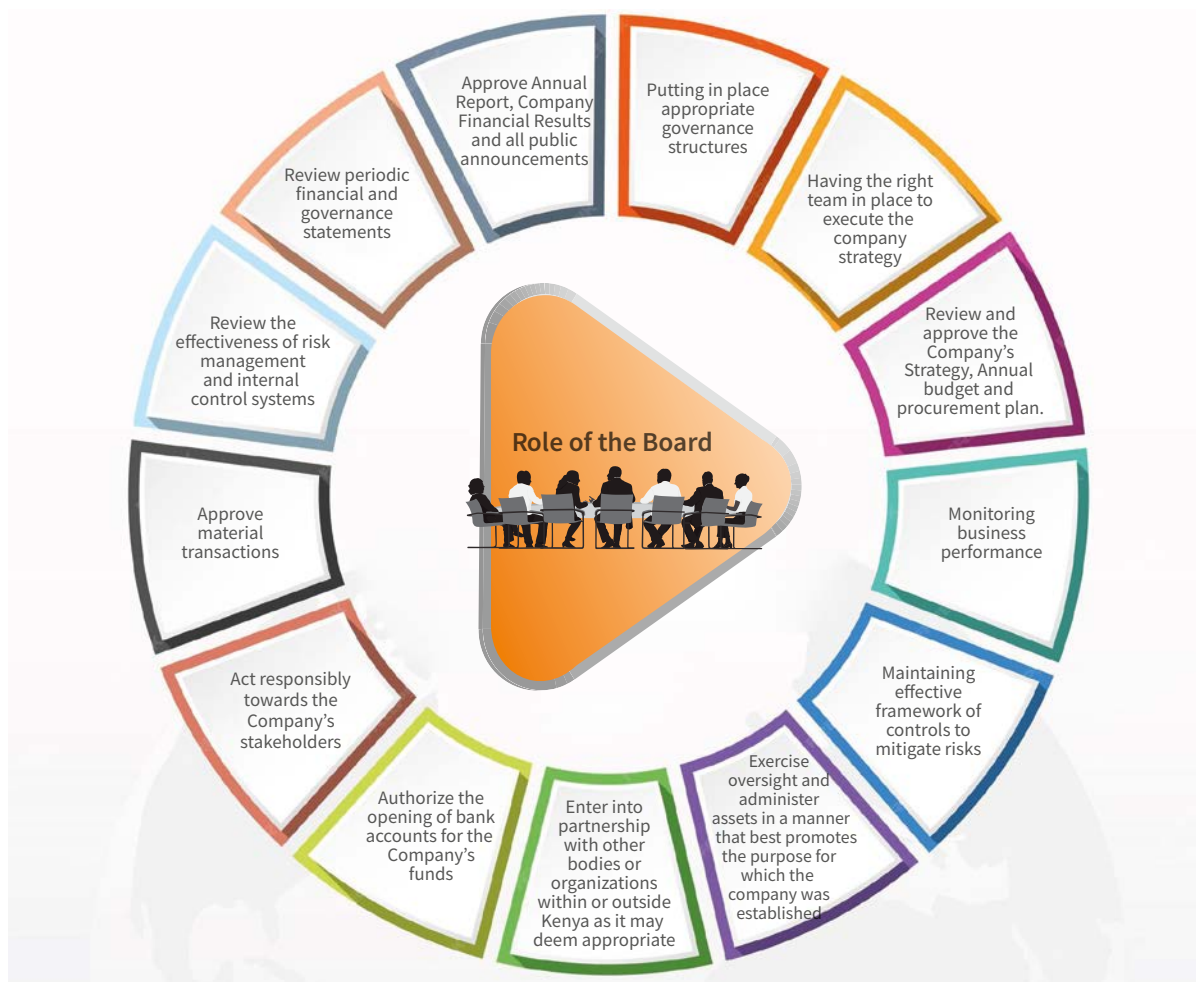 Role of the Board
Putting in place
appropriate
governance
structures
Having the right
team in place to
execute the
company
strategy
Review and
approve the
Company’s
Strategy, Annual
budget and
procurement plan.
Monitoring
business
performance
Maintaining
effective
framework of
controls to
mitigate risks
Exercise
oversight and
administer
assets in a manner
that best promotes
the purpose for
which the
company was
established
Enter into
partnership
with other
bodies or
organizations
within or outside
Kenya as it may
deem appropriate
Authorize the
opening of bank
accounts for the
Company’s
funds
Act responsibly
towards the
Company’s
stakeholders
Approve
material
transactions
Review the
effectiveness of risk
management
and internal
control systems
Review periodic
financial and
governance
statements
Approve Annual
Report, Company
Financial Results
and all public
announcements